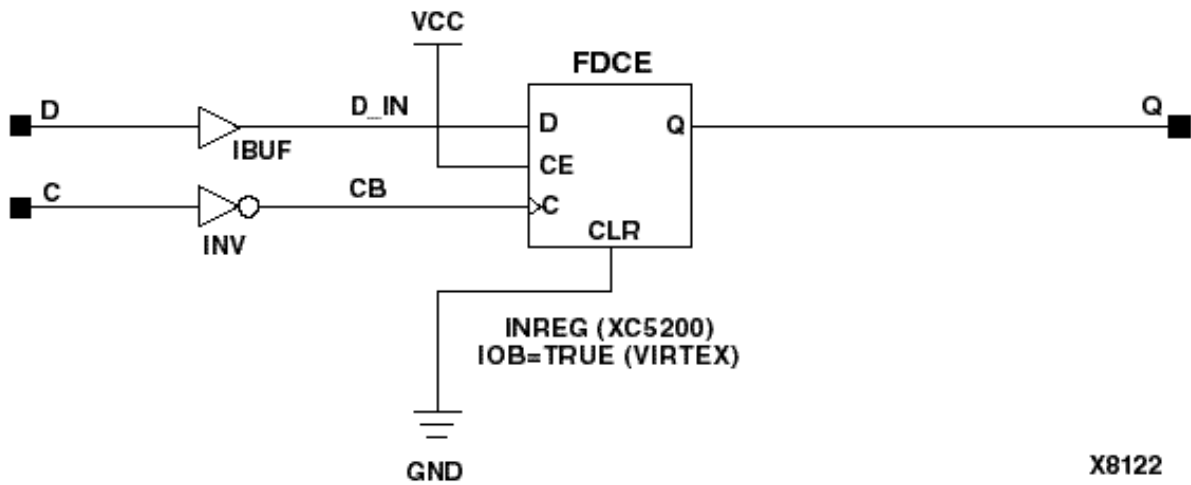 VCC
FDCE
D
D_IN
D
Q
Q
IBUF
CE
C
CB
C
INV
CLR
INREG (XC5200)
IOB=TRUE (VIRTEX)
GND
X8122